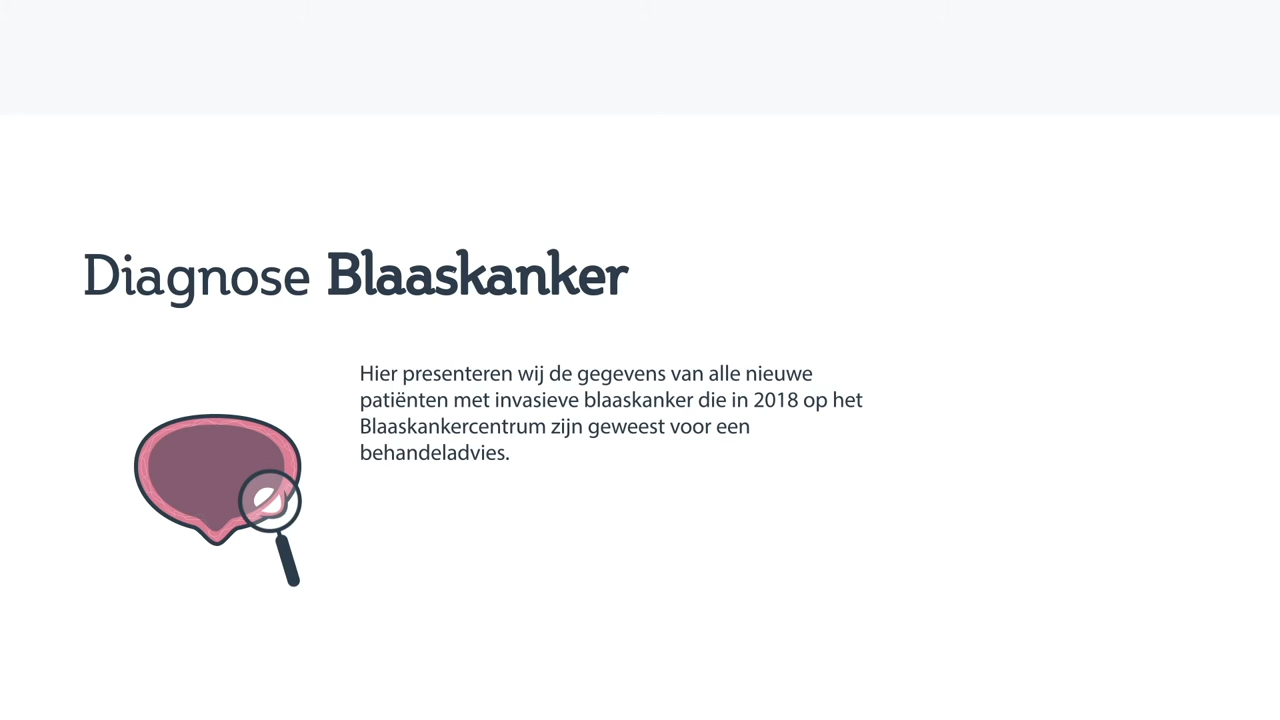 Diagnose Blaaskanker
Hier presenteren wij de gegevens van alle nieuwe
patiënten met invasieve blaaskanker die in 2018 op het
Blaaskankercentrum zijn geweest voor een
behandeladvies.